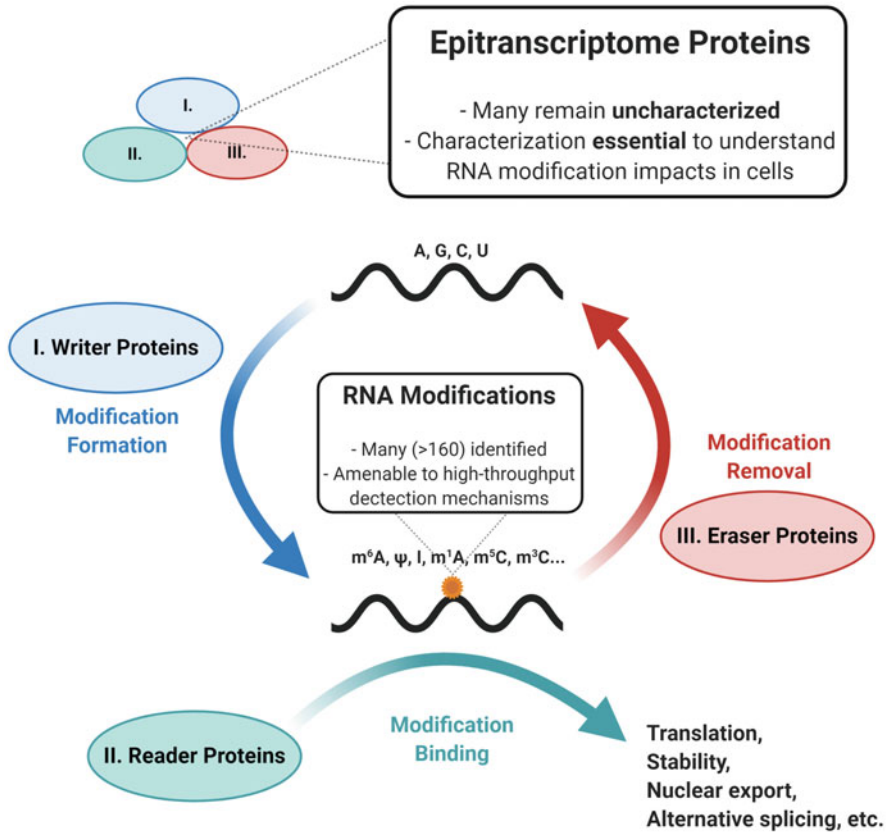 Epitranscriptome Proteins
- Many remain uncharacterized
- Characterization essential to understand
RNA modification impacts in cells
I.
II.
III.
A, G, C, U
I. Writer Proteins
Modification
Formation
RNA Modifications
- Many (>160) identified
- Amenable to high-throughput
dectection mechanisms
Modification
Removal
III. Eraser Proteins
m⁶A, ψ, I, m¹A, m⁵C, m³C...
II. Reader Proteins
Modification
Binding
Translation,
Stability,
Nuclear export,
Alternative splicing, etc.